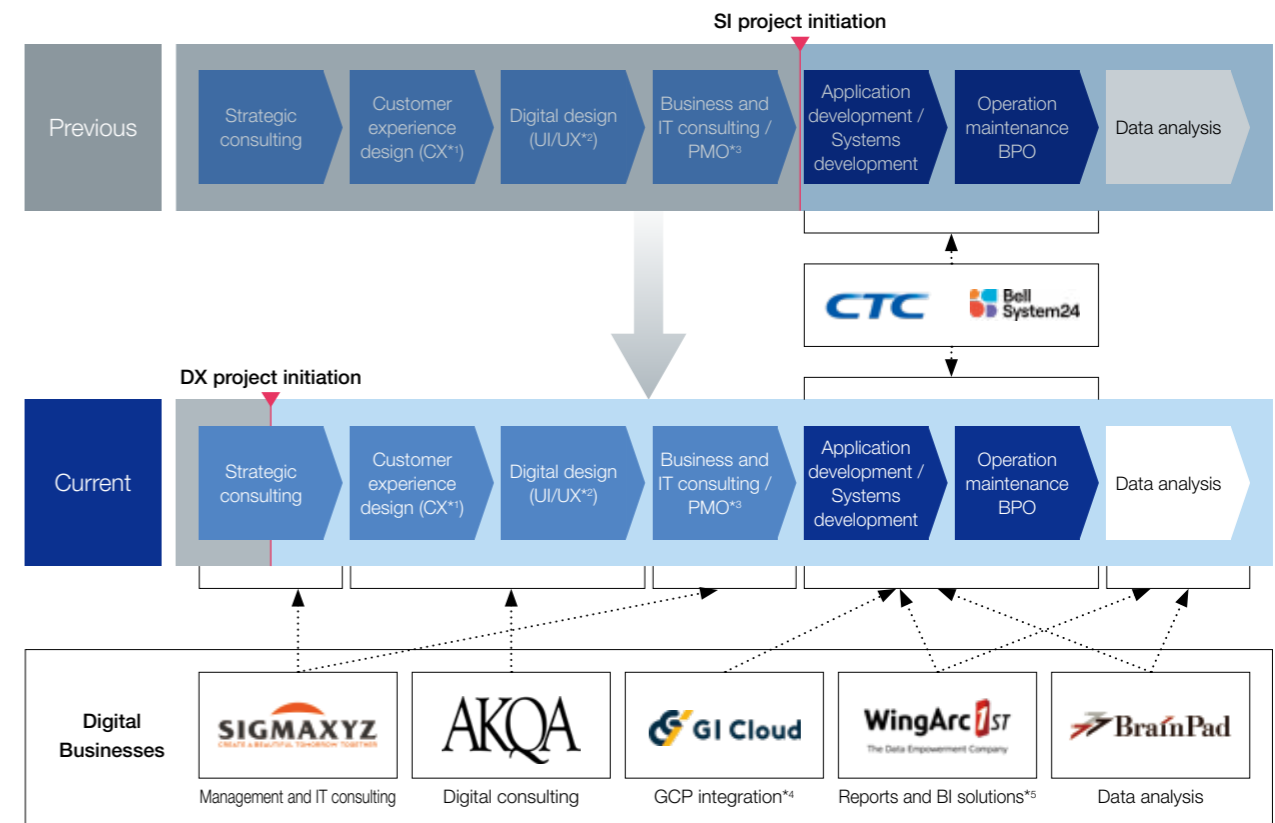 SI project initiation
Previous
Strategic
consulting
Customer
experience
design (CX*1)
Digital design
(UI/UX*2)
Business and
IT consulting /
PMO*3
Application
development /
Systems
development
Operation
maintenance
BPO
Data analysis
CTC
Bell
System24
DX project initiation
Current
Strategic
consulting
Customer
experience
design (CX*1)
Digital design
(UI/UX*2)
Business and
IT consulting /
PMO*3
Application
development /
Systems
development
Operation
maintenance
BPO
Data analysis
Digital
Businesses
SIGMAXYZ
CREATE A BEAUTIFUL TOMORROW TOGETHER
Management and IT consulting
AKQA
Digital consulting
GI Cloud
GCP integration*4
WingArc 1ST
The Data Empowerment Company
Reports and BI solutions*5
BrainPad
Data analysis